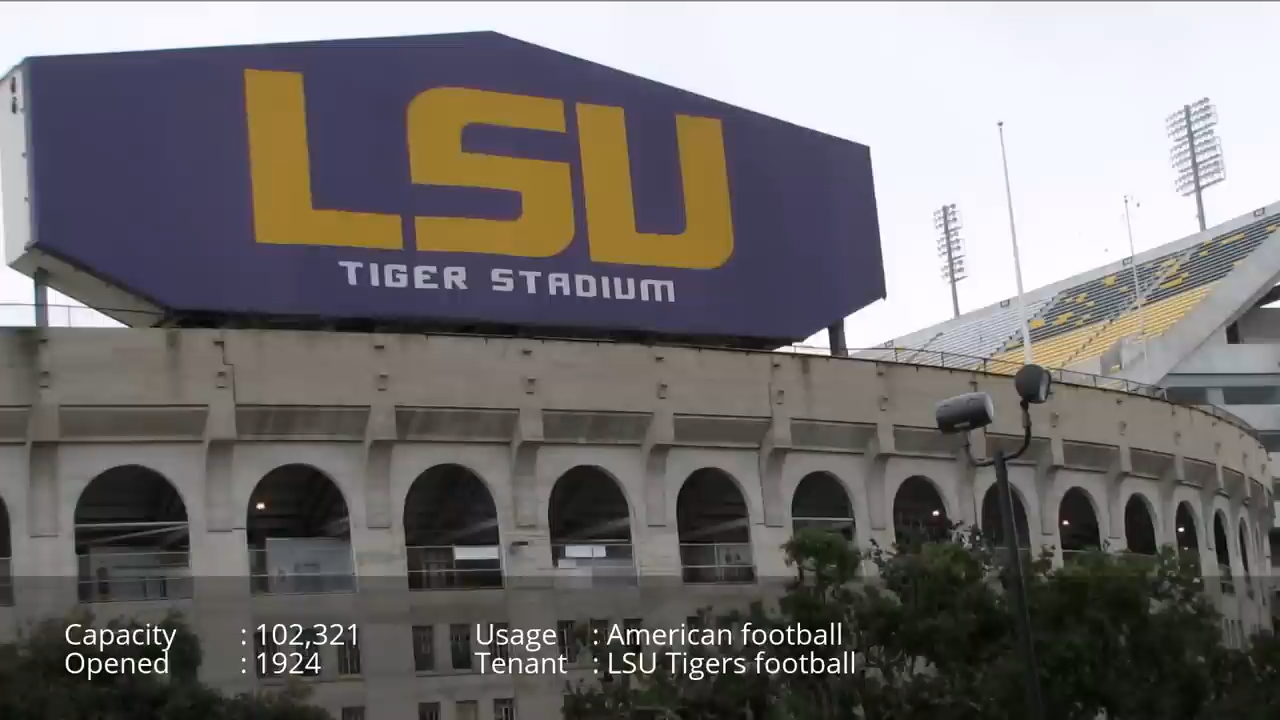 LSU
TIGER STADIUM
Capacity : 102,321 Usage : American football
Opened : 1924 Tenant : LSU Tigers football